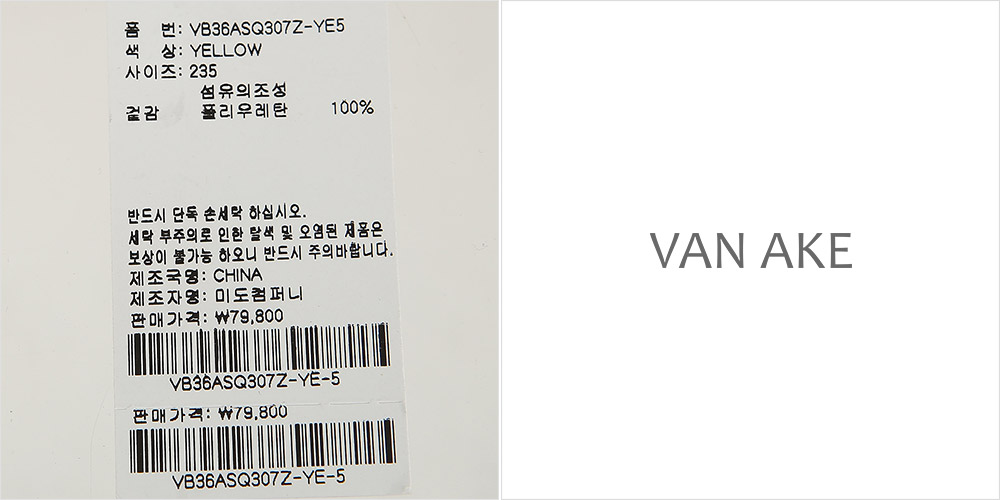 품 번: VB36ASQ307Z-YE5
색 상: YELLOW
사이즈: 235
섬유의조성
겉감 폴리우레탄 100%
반드시 단독 손세탁 하십시오.
세탁 부주의로 인한 탈색 및 오염된 제품은
보상이 불가능 하오니 반드시 주의바랍니다.
제조국명: CHINA
제조자명: 미도컴퍼니
판매가격: ₩79,800
VB36ASQ307Z-YE-5
판매가격: ₩79,800
VB36ASQ307Z-YE-5
VAN AKE